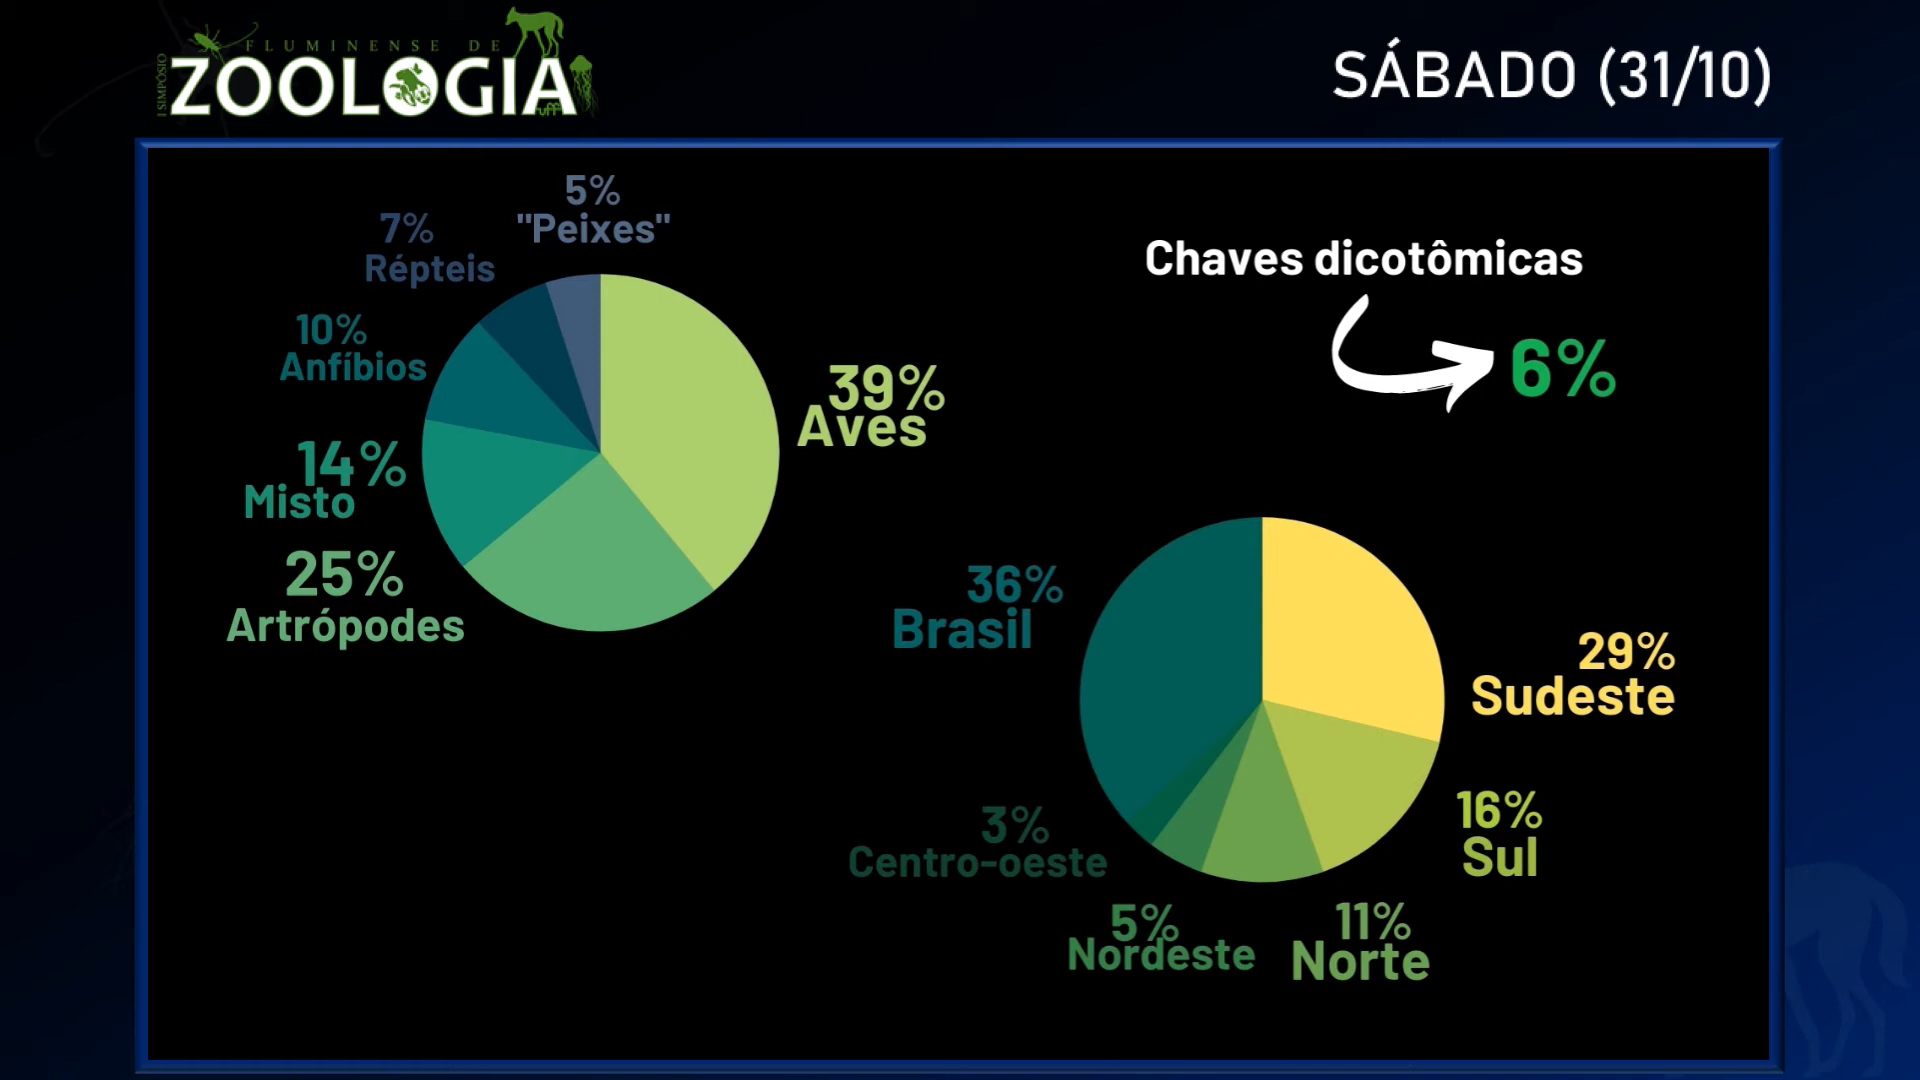 I SIMPÓSIO
FLUMINENSE DE
ZOOLOGIA
uff
SÁBADO (31/10)
5%
"Peixes"
7%
Répteis
10%
Anfíbios
14%
Misto
25%
Artrópodes
39%
Aves
Chaves dicotômicas
6%
36%
Brasil
29%
Sudeste
16%
Sul
3%
Centro-oeste
5%
Nordeste
11%
Norte